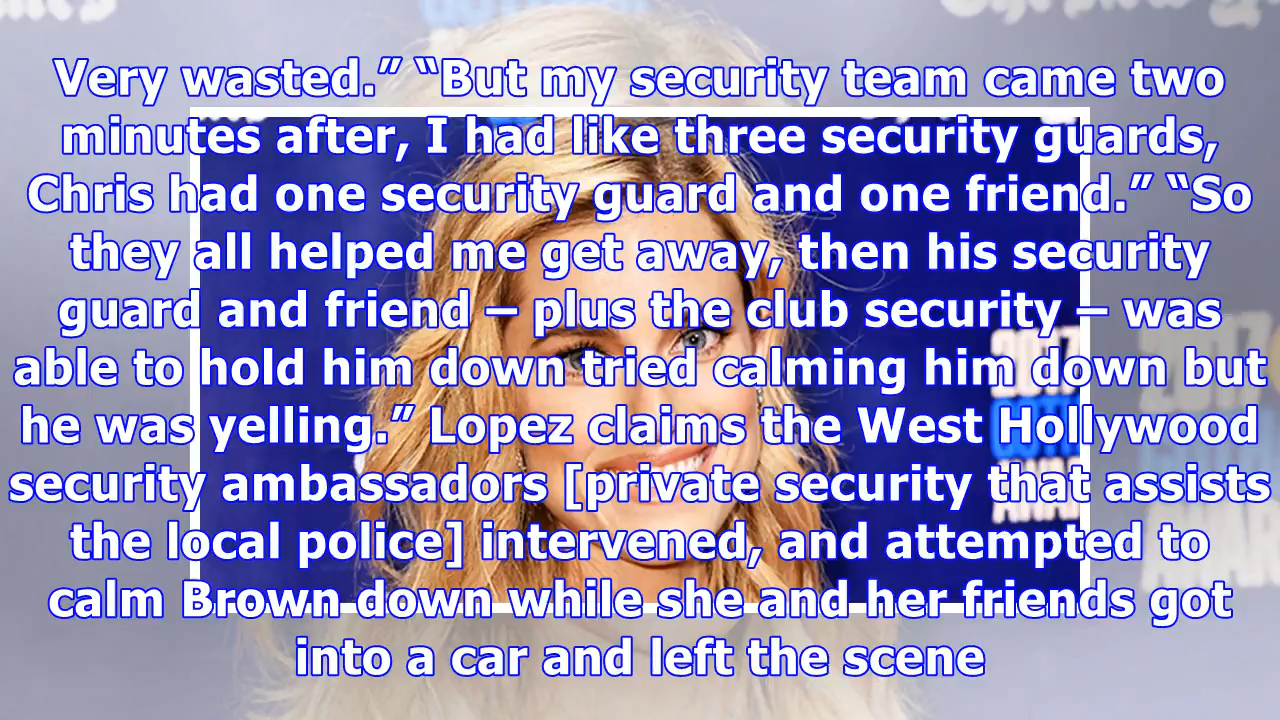 Very wasted.” “But my security team came two
minutes after, I had like three security guards,
Chris had one security guard and one friend.” “So
they all helped me get away, then his security
guard and friend – plus the club security – was
able to hold him down tried calming him down but
he was yelling.” Lopez claims the West Hollywood
security ambassadors [private security that assists
the local police] intervened, and attempted to
calm Brown down while she and her friends got
into a car and left the scene